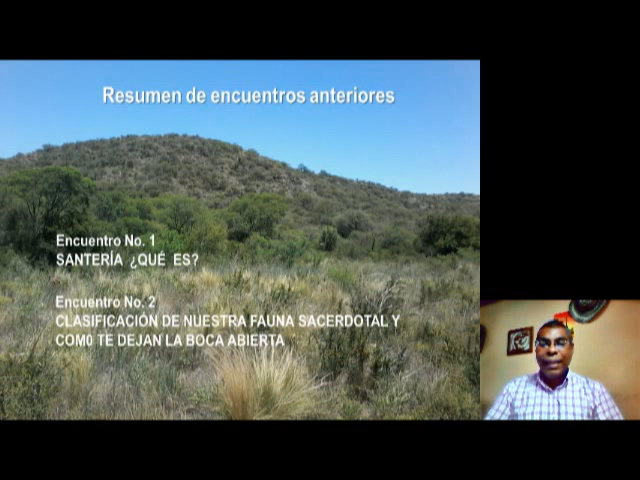 Resumen de encuentros anteriores
Encuentro No. 1
SANTERÍA ¿QUÉ ES?
Encuentro No. 2
CLASIFICACIÓN DE NUESTRA FAUNA SACERDOTAL Y
COM0 TE DEJAN LA BOCA ABIERTA